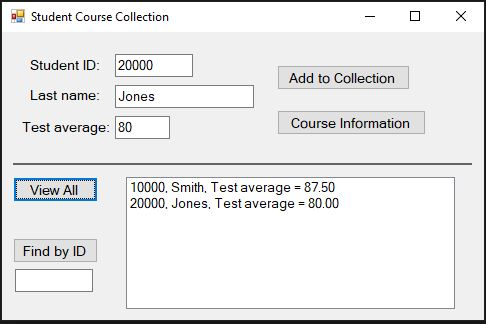 Student Course Collection
Student ID: 20000
Add to Collection
Last name: Jones
Test average: 80
Course Information
View All
10000, Smith, Test average = 87.50
20000, Jones, Test average = 80.00
Find by ID